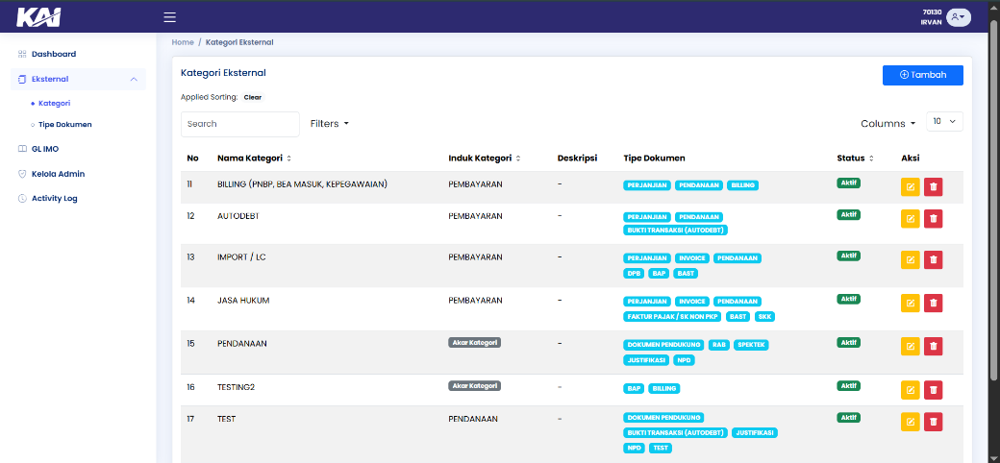 KAI
70130
IRVAN
Home / Kategori Eksternal
Dashboard
Eksternal
Kategori
Tipe Dokumen
GL IMO
Kelola Admin
Activity Log
Kategori Eksternal
Tambah
Applied Sorting: Clear
Search Filters Columns 10
No Nama Kategori Induk Kategori Deskripsi Tipe Dokumen Status Aksi
11 BILLING (PNBP, BEA MASUK, KEPEGAWAIAN) PEMBAYARAN - PERJANJIAN PENDANAAN BILLING Aktif
12 AUTODEBT PEMBAYARAN - PERJANJIAN PENDANAAN Aktif
BUKTI TRANSAKSI (AUTODEBT)
13 IMPORT / LC PEMBAYARAN - PERJANJIAN INVOICE PENDANAAN Aktif
DPB BAP BAST
14 JASA HUKUM PEMBAYARAN - PERJANJIAN INVOICE PENDANAAN Aktif
FAKTUR PAJAK / SK NON PKP BAST SKK
15 PENDANAAN Akar Kategori - DOKUMEN PENDUKUNG RAB SPEKTEK Aktif
JUSTIFIKASI NPD
16 TESTING2 Akar Kategori - BAP BILLING Aktif
17 TEST PENDANAAN - DOKUMEN PENDUKUNG Aktif
BUKTI TRANSAKSI (AUTODEBT) JUSTIFIKASI
NPD TEST